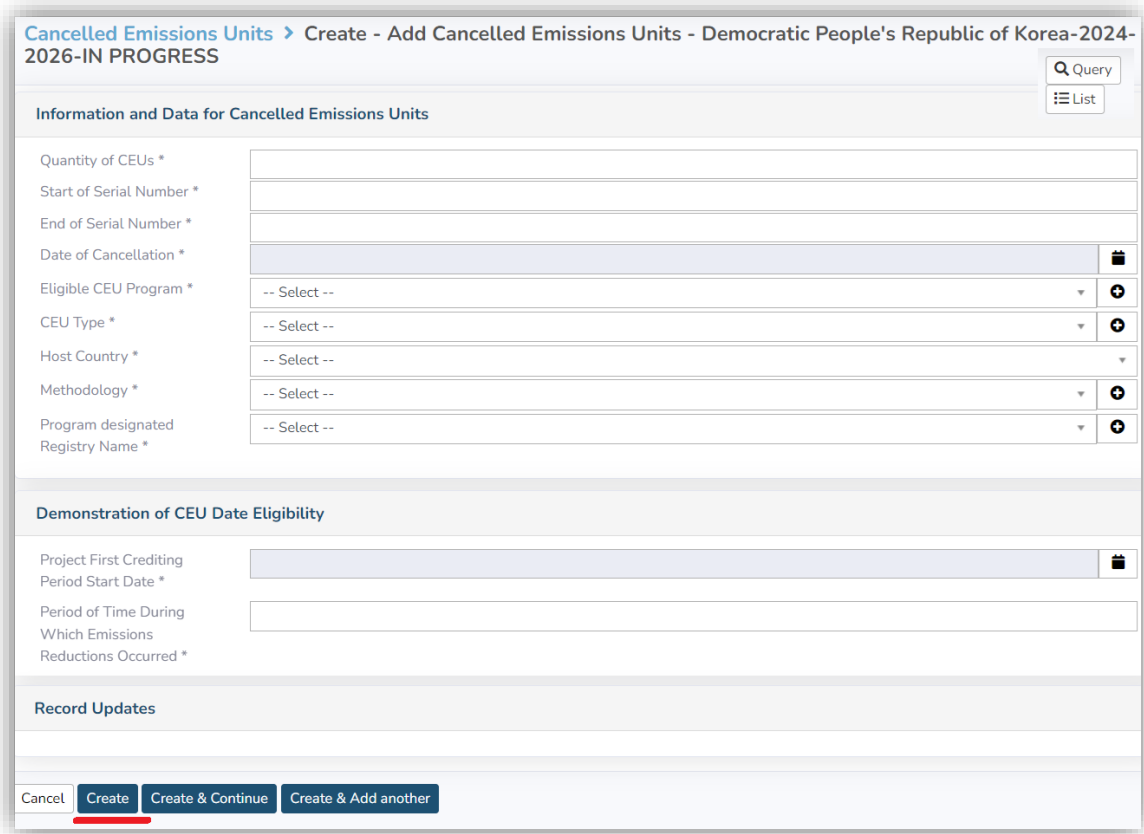 Cancelled Emissions Units > Create - Add Cancelled Emissions Units - Democratic People's Republic of Korea-2024-
2026-IN PROGRESS
Query
List
Information and Data for Cancelled Emissions Units
Quantity of CEUs *
Start of Serial Number *
End of Serial Number *
Date of Cancellation *
Eligible CEU Program * -- Select --
CEU Type * -- Select --
Host Country * -- Select --
Methodology * -- Select --
Program designated -- Select --
Registry Name *
Demonstration of CEU Date Eligibility
Project First Crediting
Period Start Date *
Period of Time During
Which Emissions
Reductions Occurred *
Record Updates
Cancel Create Create & Continue Create & Add another